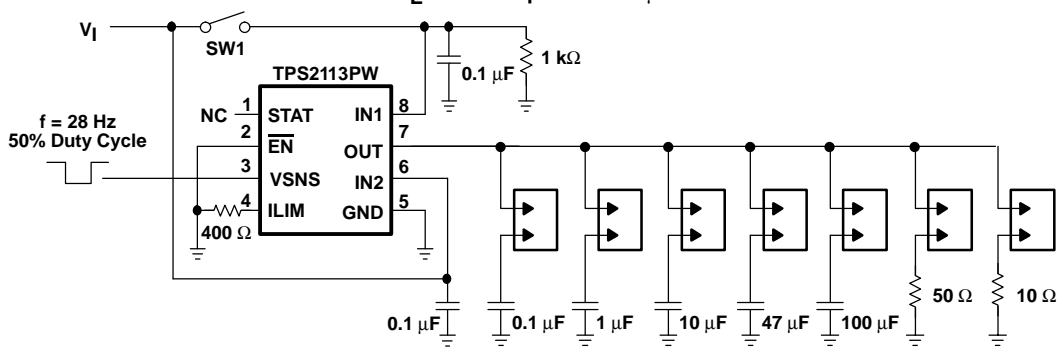 V_I
SW1
0.1 μF
1 kΩ
TPS2113PW
NC
1
STAT
IN1
8
f = 28 Hz
50% Duty Cycle
2
EN
OUT
7
3
VSNS
IN2
6
4
ILIM
GND
5
400 Ω
0.1 μF
0.1 μF
1 μF
10 μF
47 μF
100 μF
50 Ω
10 Ω